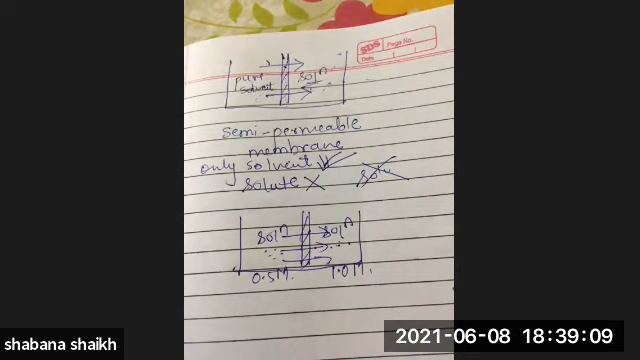 SDS Page No.
Date
pure soln
solvent
semi-permeable
membrane
only solvent
solute X
solu
soln soln
0.5M. 1.0M.
shabana shaikh
2021-06-08 18:39:09